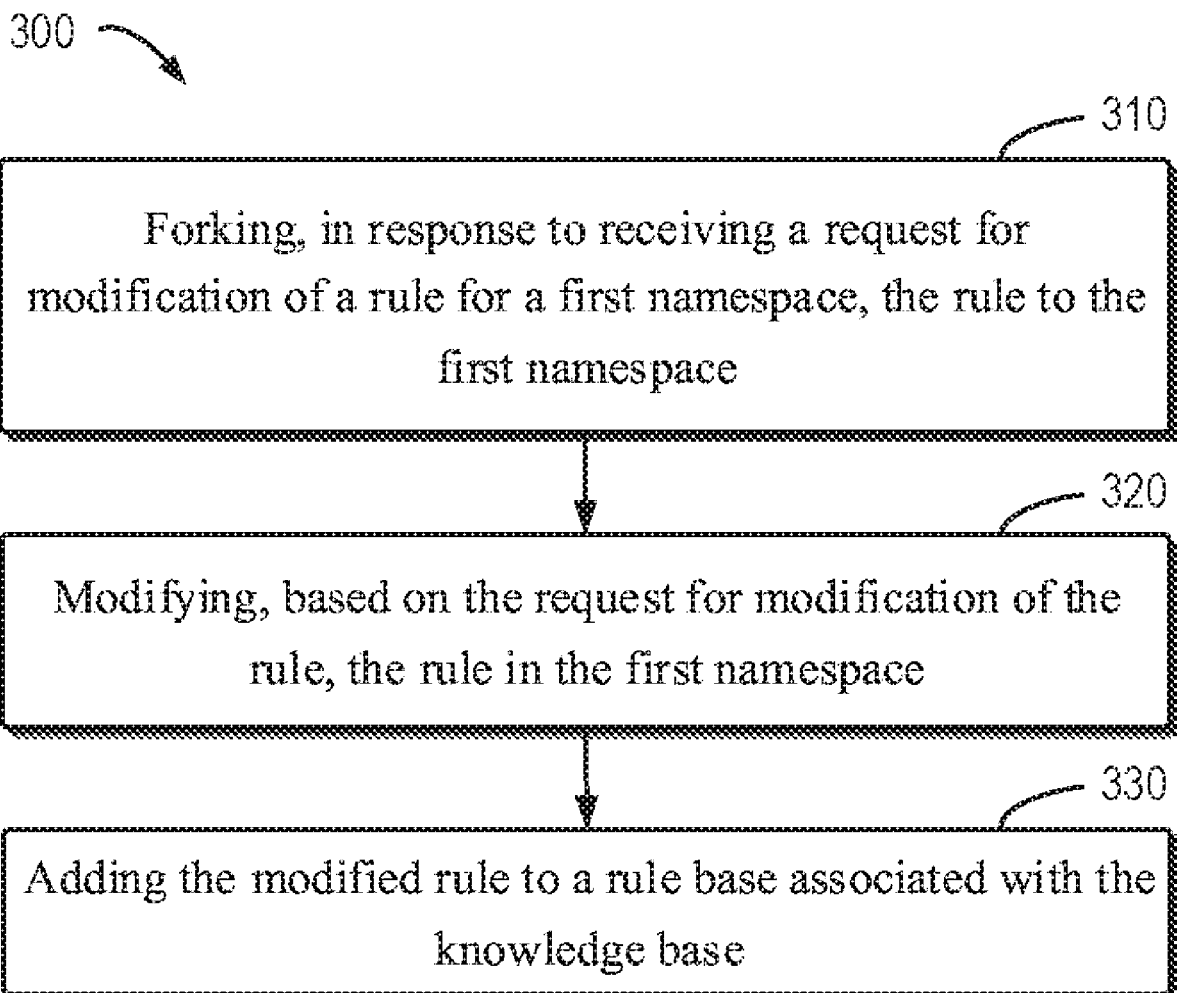 300
310
Forking, in response to receiving a request for
modification of a rule for a first namespace, the rule to the
first namespace
320
Modifying, based on the request for modification of the
rule, the rule in the first namespace
330
Adding the modified rule to a rule base associated with the
knowledge base